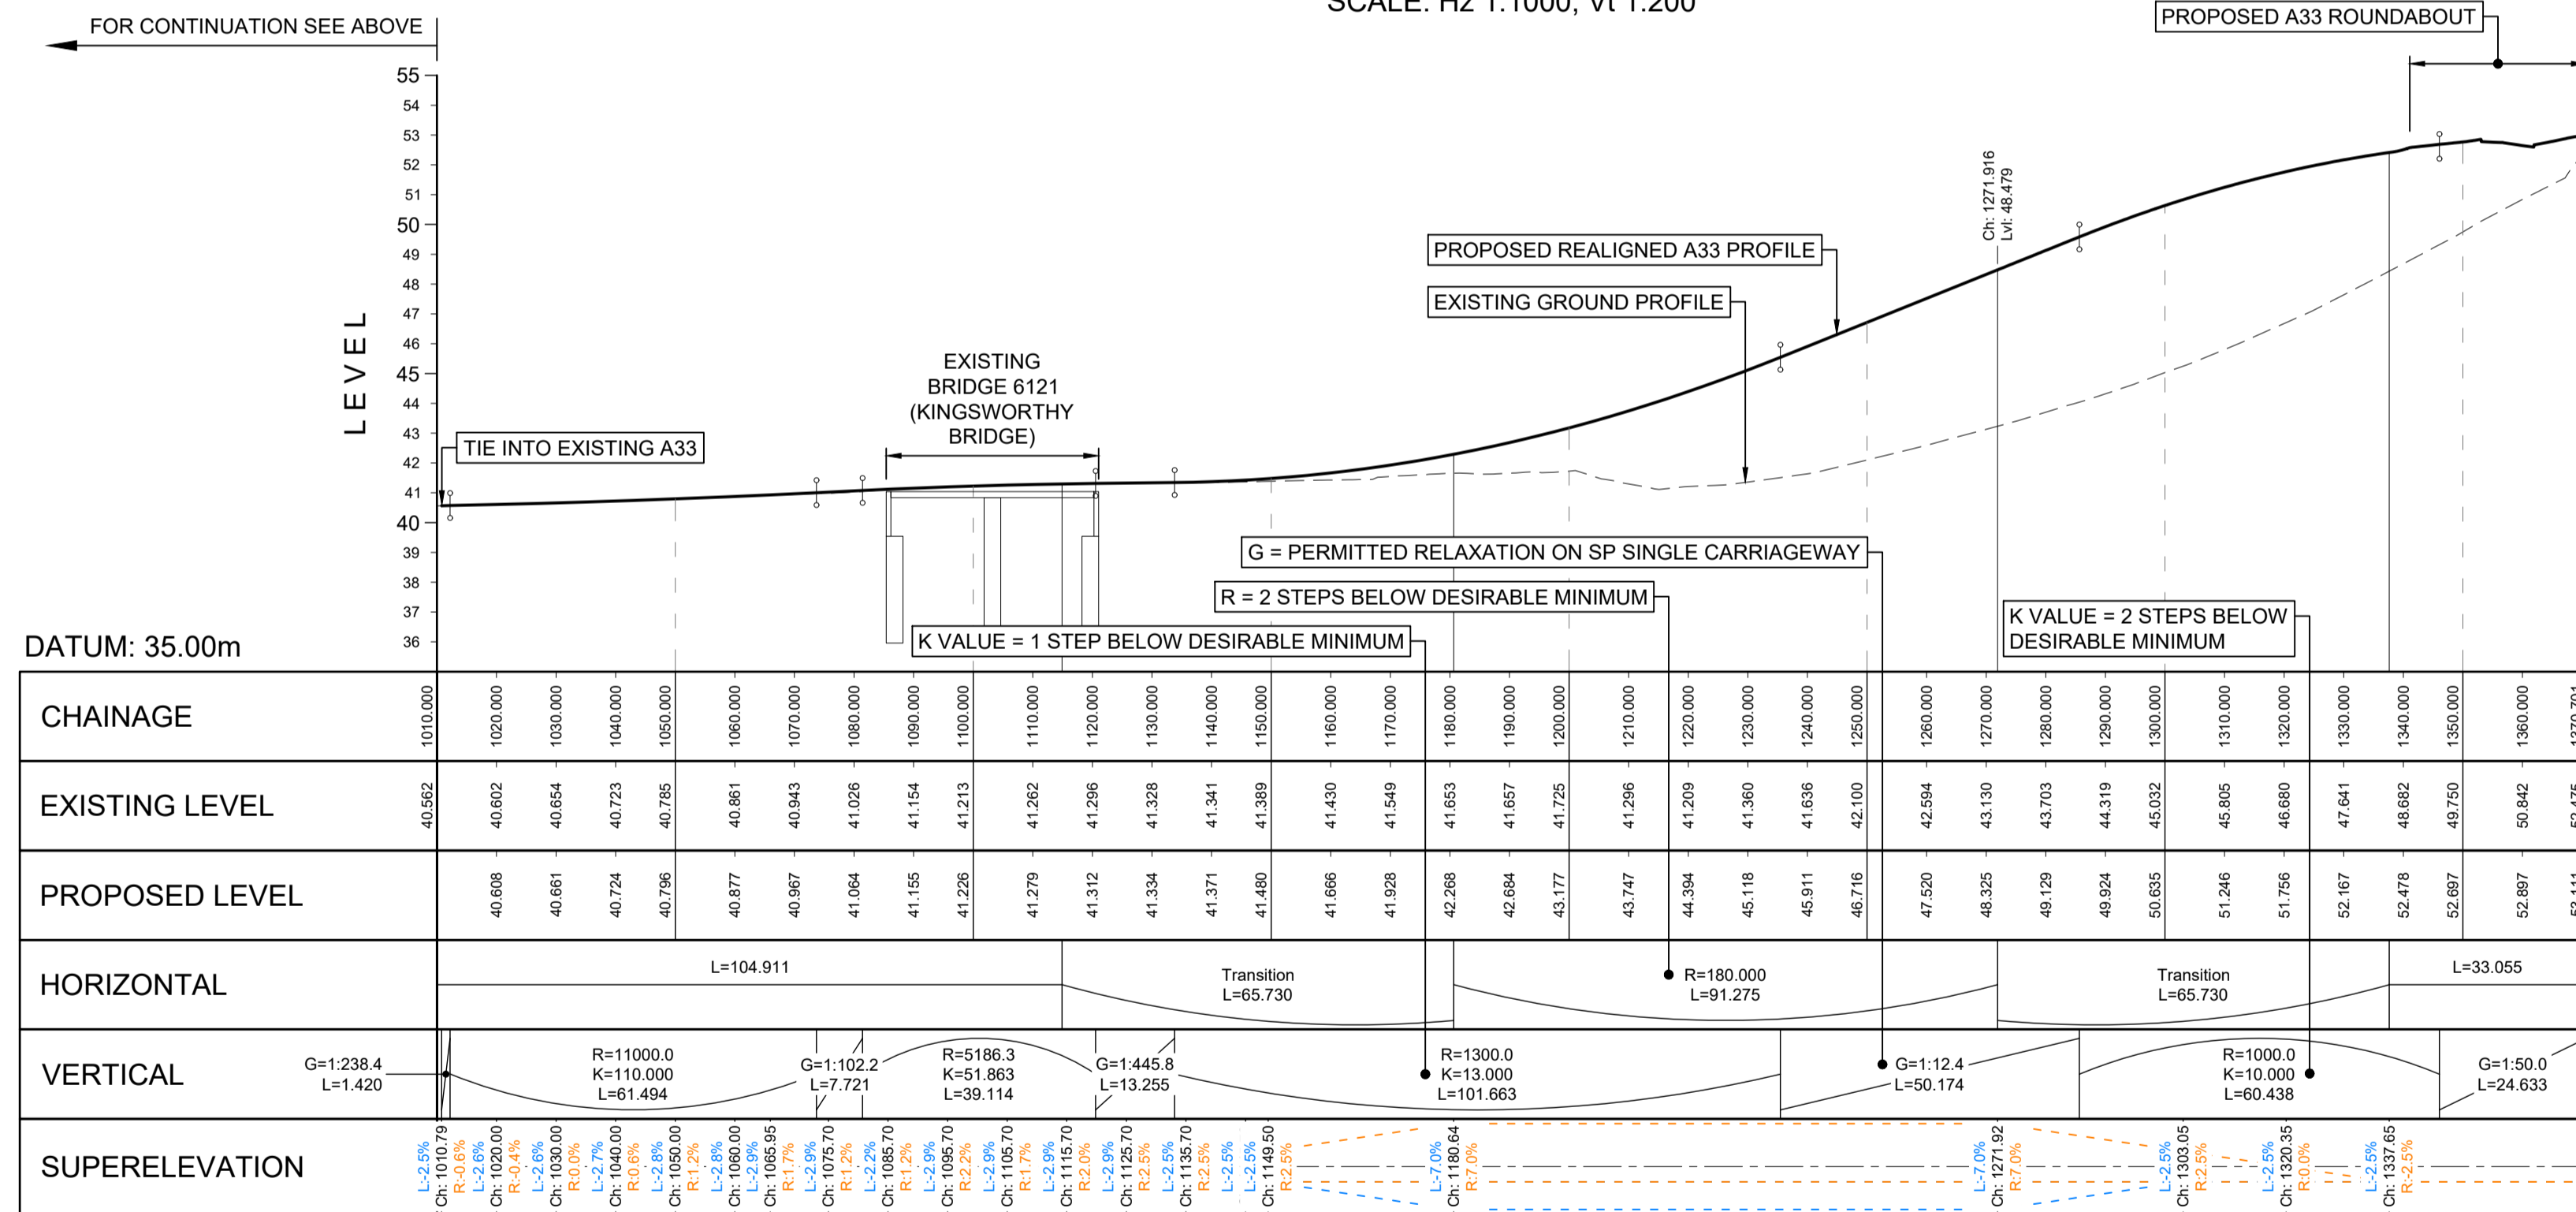 SCALE: Hz 1:1000, Vt 1:200
FOR CONTINUATION SEE ABOVE
PROPOSED A33 ROUNDABOUT
55
54
53
52
51
50
49
48
47
46
45
44
43
42
41
40
39
38
37
36
LEVEL
Ch: 1271.916
Lvl: 48.479
PROPOSED REALIGNED A33 PROFILE
EXISTING GROUND PROFILE
EXISTING
BRIDGE 6121
(KINGSWORTHY
BRIDGE)
TIE INTO EXISTING A33
G = PERMITTED RELAXATION ON SP SINGLE CARRIAGEWAY
R = 2 STEPS BELOW DESIRABLE MINIMUM
K VALUE = 1 STEP BELOW DESIRABLE MINIMUM
K VALUE = 2 STEPS BELOW
DESIRABLE MINIMUM
DATUM: 35.00m
CHAINAGE
1010.000 1020.000 1030.000 1040.000 1050.000 1060.000 1070.000 1080.000 1090.000 1100.000 1110.000 1120.000 1130.000 1140.000 1150.000 1160.000 1170.000 1180.000 1190.000 1200.000 1210.000 1220.000 1230.000 1240.000 1250.000 1260.000 1270.000 1280.000 1290.000 1300.000 1310.000 1320.000 1330.000 1340.000 1350.000 1360.000
EXISTING LEVEL
40.562 40.602 40.654 40.723 40.785 40.861 40.943 41.026 41.154 41.213 41.262 41.296 41.328 41.341 41.389 41.430 41.549 41.653 41.657 41.725 41.296 41.209 41.360 41.636 42.100 42.594 43.130 43.703 44.319 45.032 45.805 46.680 47.641 48.682 49.750 50.842
PROPOSED LEVEL
40.608 40.661 40.724 40.796 40.877 40.967 41.064 41.155 41.226 41.279 41.312 41.334 41.371 41.480 41.666 41.928 42.268 42.684 43.177 43.747 44.394 45.118 45.911 46.716 47.520 48.325 49.129 49.924 50.635 51.246 51.756 52.167 52.478 52.697 52.897
HORIZONTAL
L=104.911
Transition
L=65.730
R=180.000
L=91.275
Transition
L=65.730
L=33.055
VERTICAL
G=1:238.4
L=1.420
R=11000.0
K=110.000
L=61.494
G=1:102.2
L=7.721
R=5186.3
K=51.863
L=39.114
G=1:445.8
L=13.255
R=1300.0
K=13.000
L=101.663
G=1:12.4
L=50.174
R=1000.0
K=10.000
L=60.438
G=1:50.0
L=24.633
SUPERELEVATION
L:-2.5%
Ch: 1010.79
R:-0.6%
L:-2.6%
Ch: 1020.00
R:-0.4%
L:-2.6%
Ch: 1030.00
R:0.0%
L:-2.7%
Ch: 1040.00
R:0.6%
L:-2.8%
Ch: 1050.00
R:1.2%
L:-2.8%
Ch: 1060.00
L:-2.9%
Ch: 1065.95
R:1.7%
L:-2.9%
Ch: 1075.70
R:1.2%
L:-2.2%
Ch: 1085.70
R:1.2%
L:-2.9%
Ch: 1095.70
R:2.2%
L:-2.9%
Ch: 1105.70
R:1.7%
L:-2.9%
Ch: 1115.70
R:2.0%
L:-2.9%
Ch: 1125.70
R:2.5%
L:-2.5%
Ch: 1135.70
R:2.5%
L:-2.5%
L:-2.5%
Ch: 1149.50
R:2.5%
L:-7.0%
Ch: 1180.64
R:7.0%
L:-7.0%
Ch: 1271.92
R:7.0%
L:-2.5%
Ch: 1303.05
R:2.5%
L:-2.5%
Ch: 1320.35
R:0.0%
L:-2.5%
Ch: 1337.65
R:-2.5%